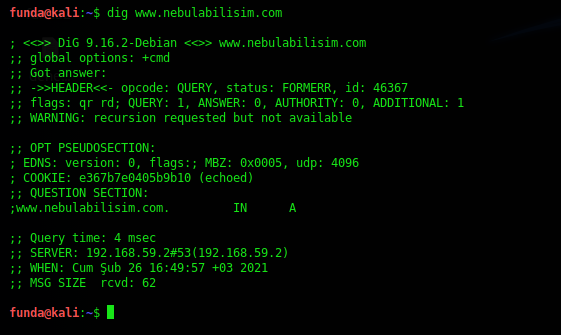 funda@kali:~$ dig www.nebulabilisim.com
; <<>> DiG 9.16.2-Debian <<>> www.nebulabilisim.com
;; global options: +cmd
;; Got answer:
;; ->>HEADER<<- opcode: QUERY, status: FORMERR, id: 46367
;; flags: qr rd; QUERY: 1, ANSWER: 0, AUTHORITY: 0, ADDITIONAL: 1
;; WARNING: recursion requested but not available
;; OPT PSEUDOSECTION:
; EDNS: version: 0, flags:; MBZ: 0x0005, udp: 4096
; COOKIE: e367b7e0405b9b10 (echoed)
;; QUESTION SECTION:
;www.nebulabilisim.com.         IN      A
;; Query time: 4 msec
;; SERVER: 192.168.59.2#53(192.168.59.2)
;; WHEN: Cum Şub 26 16:49:57 +03 2021
;; MSG SIZE  rcvd: 62
funda@kali:~$